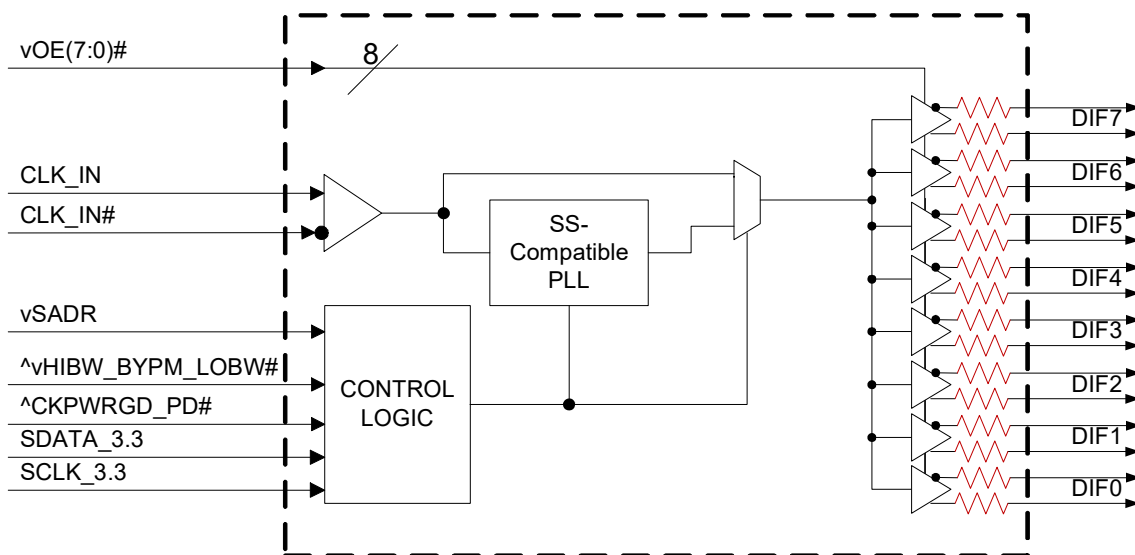 vOE(7:0)#
8
DIF7
CLK_IN
DIF6
CLK_IN#
SS-
Compatible
PLL
DIF5
DIF4
vSADR
DIF3
^vHIBW_BYPM_LOBW#
CONTROL
LOGIC
DIF2
^CKPWRGD_PD#
SDATA_3.3
DIF1
SCLK_3.3
DIF0